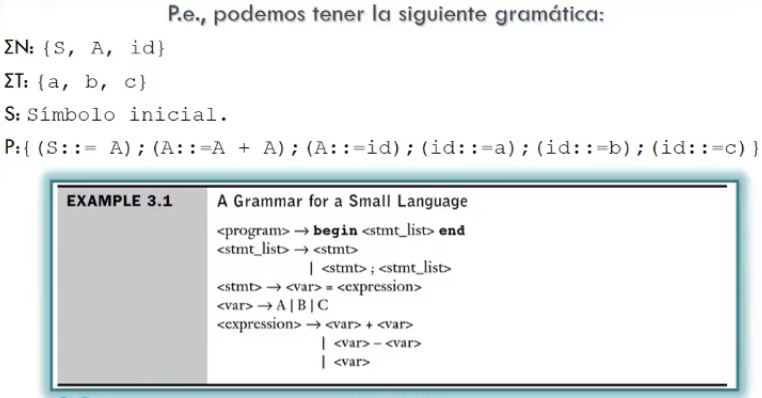 P.e., podemos tener la siguiente gramática:
ΣN: {S, A, id}
ΣT: {a, b, c}
S: Símbolo inicial.
P:{(S::= A);(A::=A + A);(A::=id);(id::=a);(id::=b);(id::=c)}
EXAMPLE 3.1 A Grammar for a Small Language
<program> → begin <stmt_list> end
<stmt_list> → <stmt>
| <stmt> ; <stmt_list>
<stmt> → <var> = <expression>
<var> → A | B | C
<expression> → <var> + <var>
| <var> – <var>
| <var>